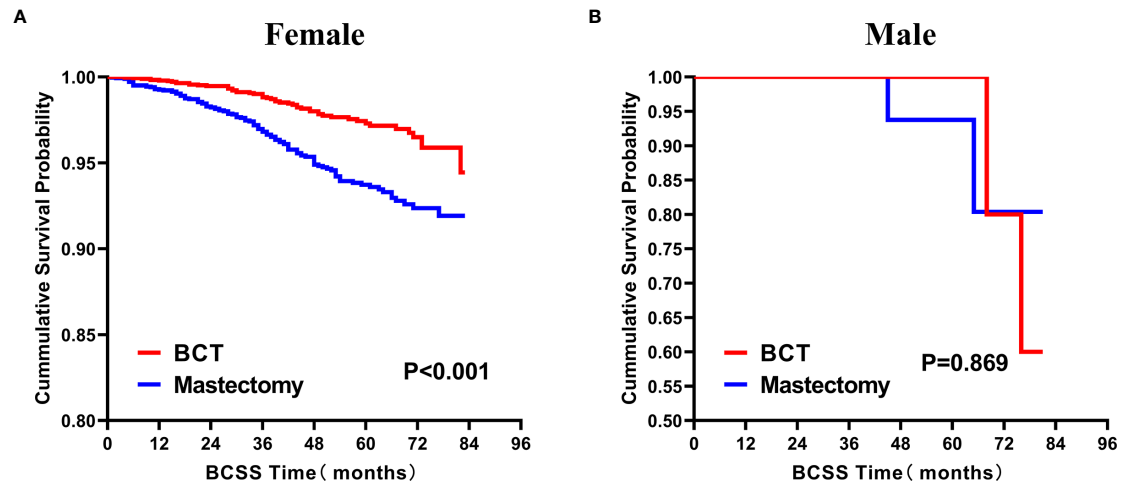 A
Female
Cummulative Survival Probability
1.00
0.95
0.90
0.85
0.80
BCT
Mastectomy
P<0.001
0 12 24 36 48 60 72 84 96
BCSS Time( months)
B
Male
Cummulative Survival Probability
1.00
0.95
0.90
0.85
0.80
0.75
0.70
0.65
0.60
0.55
0.50
BCT
Mastectomy
P=0.869
0 12 24 36 48 60 72 84 96
BCSS Time( months)